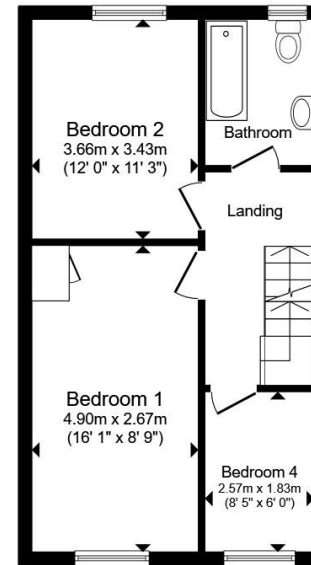 Bedroom 2
3.66m x 3.43m
(12' 0" x 11' 3")
Bathroom
Landing
Bedroom 1
4.90m x 2.67m
(16' 1" x 8' 9")
Bedroom 4
2.57m x 1.83m
(8' 5" x 6' 0")